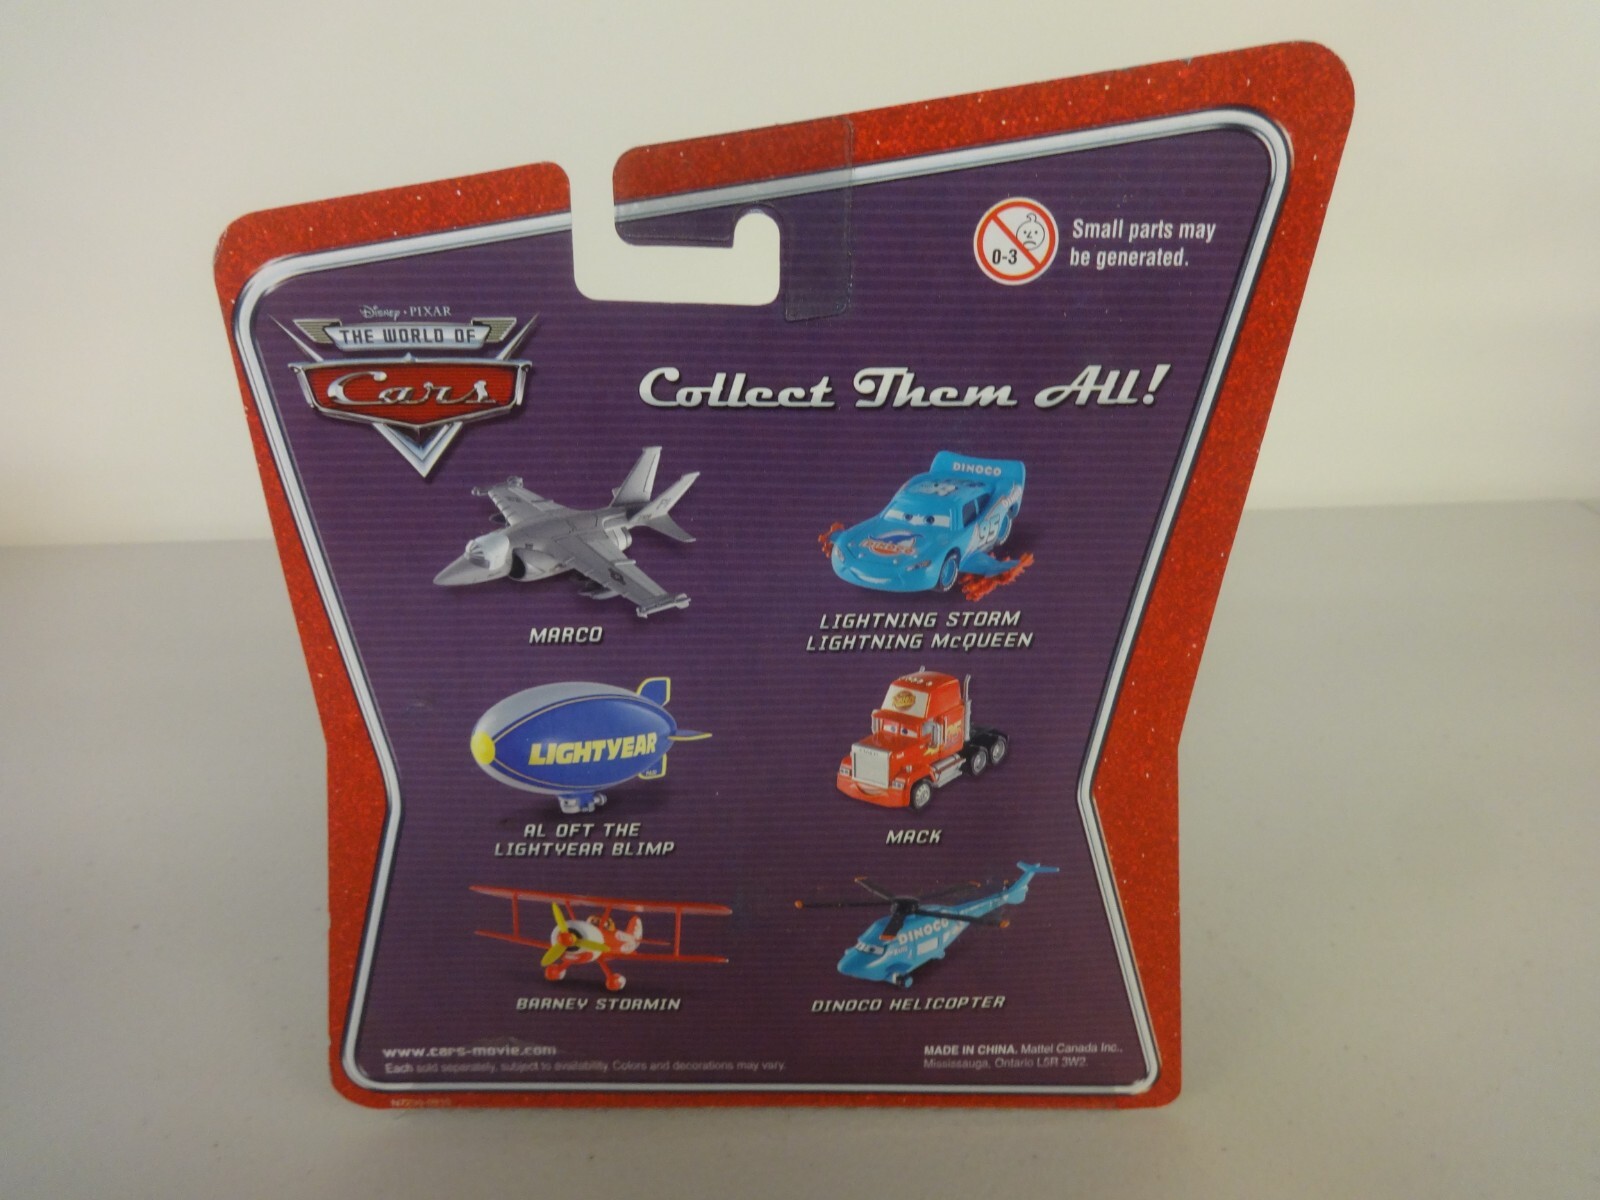 0-3
Small parts may
be generated.
Disney • PIXAR
THE WORLD OF
Cars
Collect Them All!
DINOCO
95
DINOCO
MARCO
LIGHTNING STORM
LIGHTNING McQUEEN
LIGHTYEAR
AL OFT THE
LIGHTYEAR BLIMP
MACK
DINOCO
BARNEY STORMIN
DINOCO HELICOPTER
www.cars-movie.com
Each sold separately, subject to availability. Colors and decorations may vary.
MADE IN CHINA. Mattel Canada Inc.,
Mississauga, Ontario L5R 3W2.